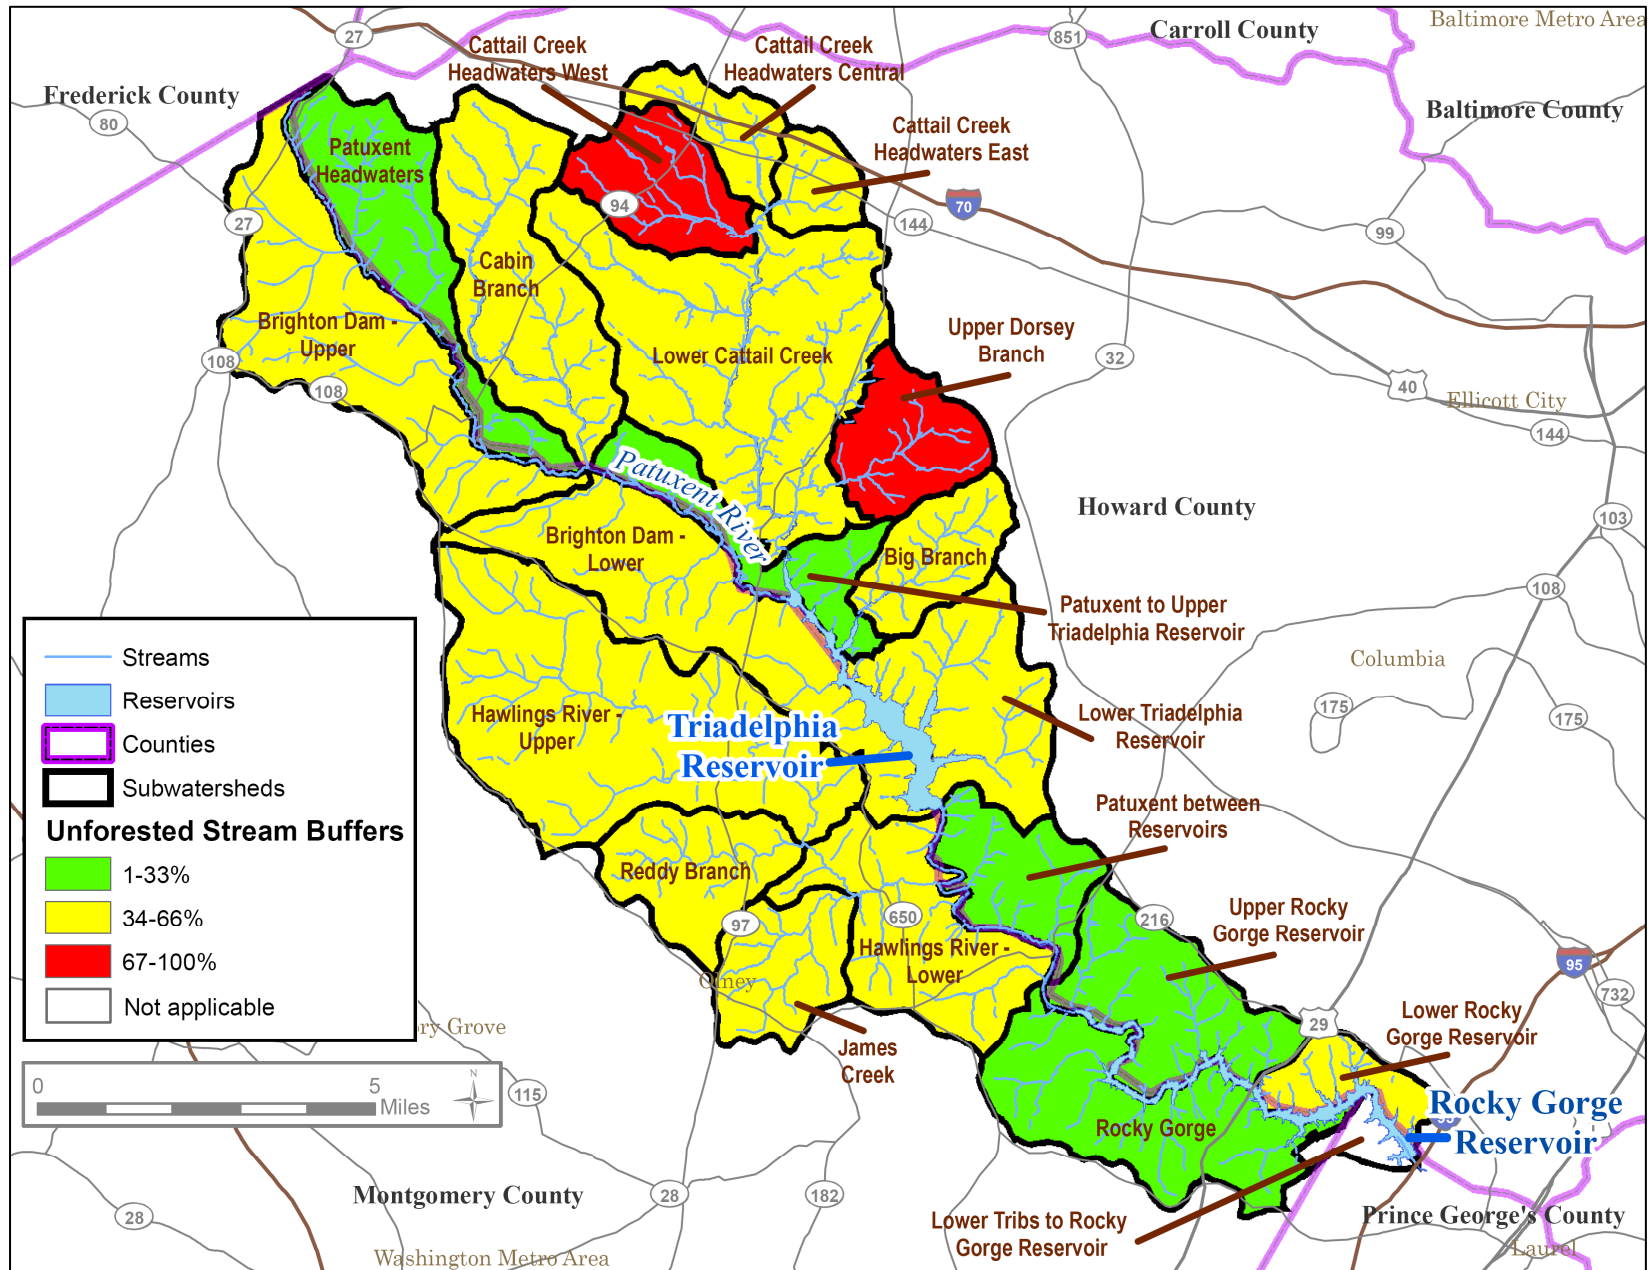 27
851
Carroll County
Baltimore Metro Area
Cattail Creek
Headwaters West
Cattail Creek
Headwaters Central
Frederick County
80
Baltimore County
Cattail Creek
Headwaters East
Patuxent
Headwaters
94
70
144
99
27
Cabin
Branch
Brighton Dam -
Upper
108
108
Lower Cattail Creek
Upper Dorsey
Branch
32
40
Ellicott City
144
Patuxent River
Howard County
103
Brighton Dam -
Lower
Big Branch
108
Patuxent to Upper
Triadelphia Reservoir
Columbia
175
175
Hawlings River -
Upper
Triadelphia
Reservoir
Lower Triadelphia
Reservoir
Patuxent between
Reservoirs
Reddy Branch
97
650
216
Hawlings River -
Lower
Upper Rocky
Gorge Reservoir
95
732
Olney
29
Lower Rocky
Gorge Reservoir
James
Creek
Rocky Gorge
Rocky Gorge
Reservoir
Lower Tribs to Rocky
Gorge Reservoir
Prince George's County
Laurel
Streams
Reservoirs
Counties
Subwatersheds
Unforested Stream Buffers
1-33%
34-66%
67-100%
Not applicable
ory Grove
0 5
Miles
N
115
Montgomery County
28
28
182
Washington Metro Area